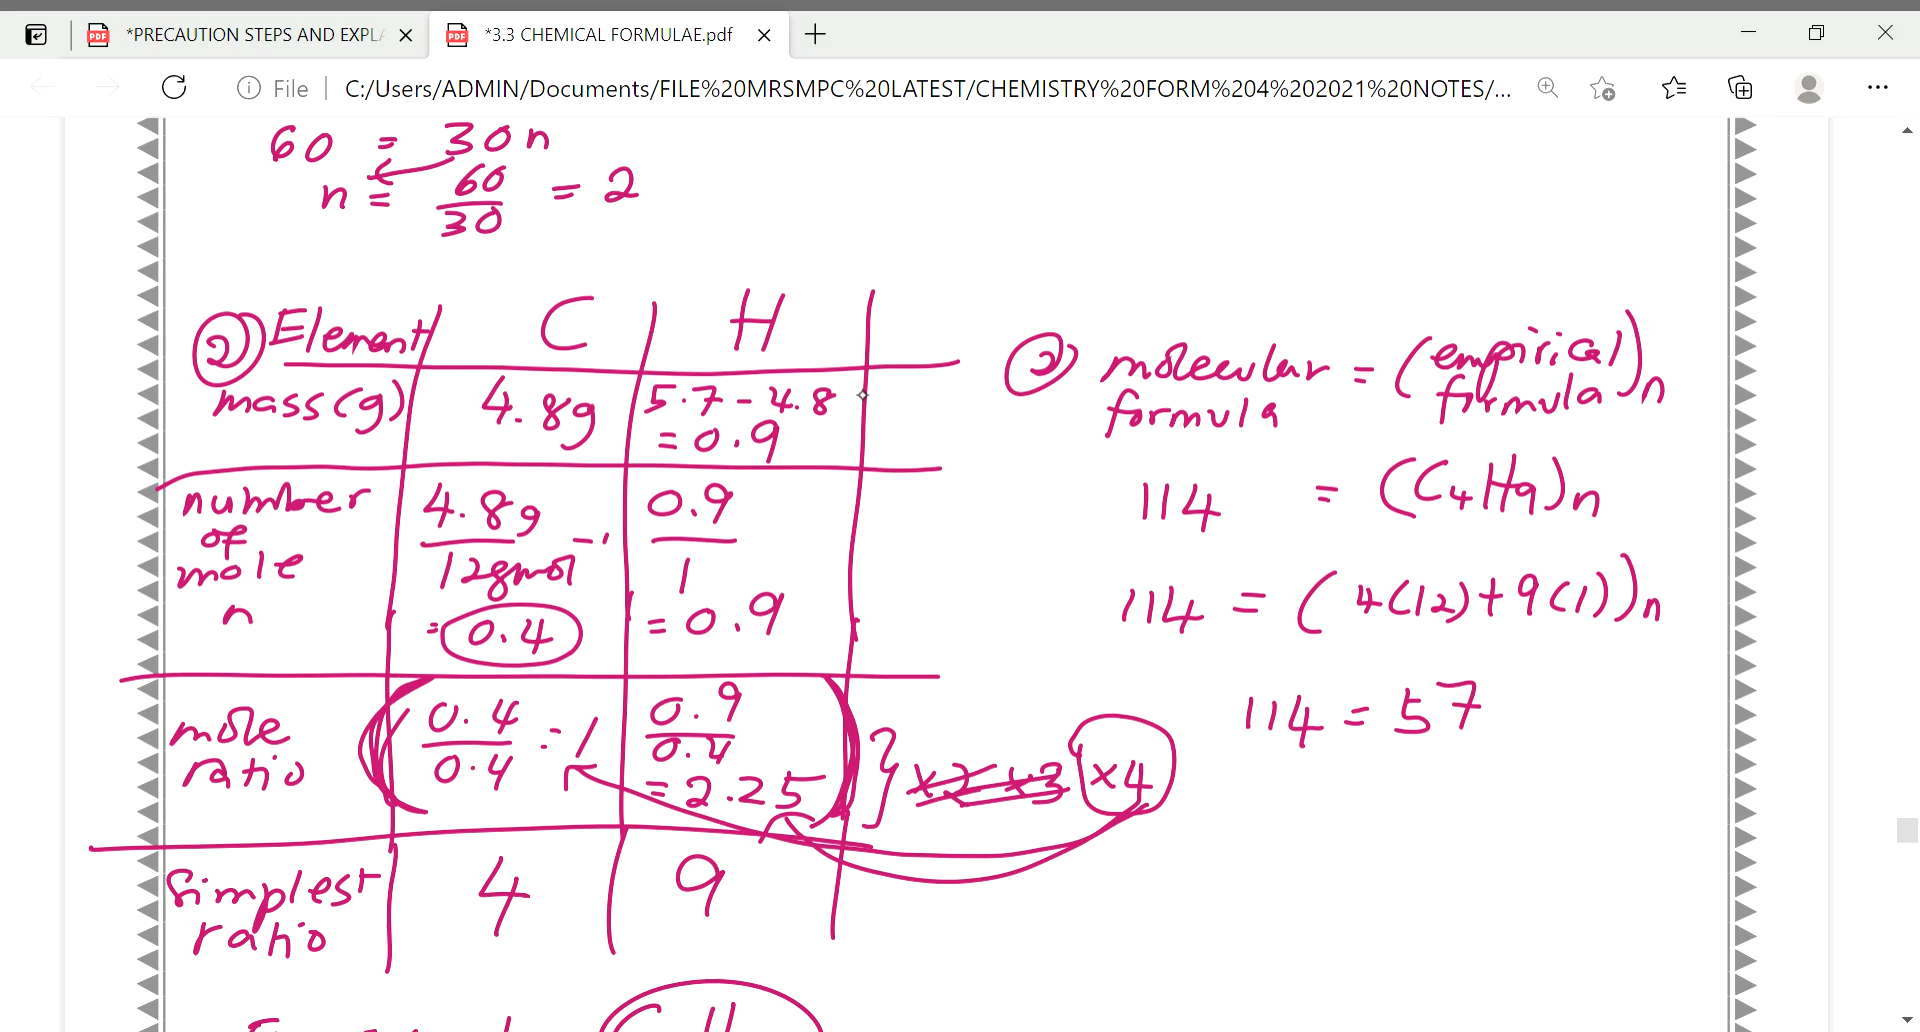 *PRECAUTION STEPS AND EXPLA
*3.3 CHEMICAL FORMULAE.pdf
File
C:/Users/ADMIN/Documents/FILE%20MRSMPC%20LATEST/CHEMISTRY%20FORM%204%202021%20NOTES/...
60 = 30n
n = 60/30 = 2
② Element C H
mass(g) 4.8g 5.7 - 4.8
= 0.9
number of mole n 4.8g/12gmol⁻¹ 0.9/1
= 0.4 = 0.9
mole ratio 0.4/0.4 = 1 0.9/0.4
= 2.25 } x2 x3 x4
Simplest ratio 4 9
② molecular formula = (empirical formula)n
114 = (C₄H₉)n
114 = (4(12)+9(1))n
114 = 57